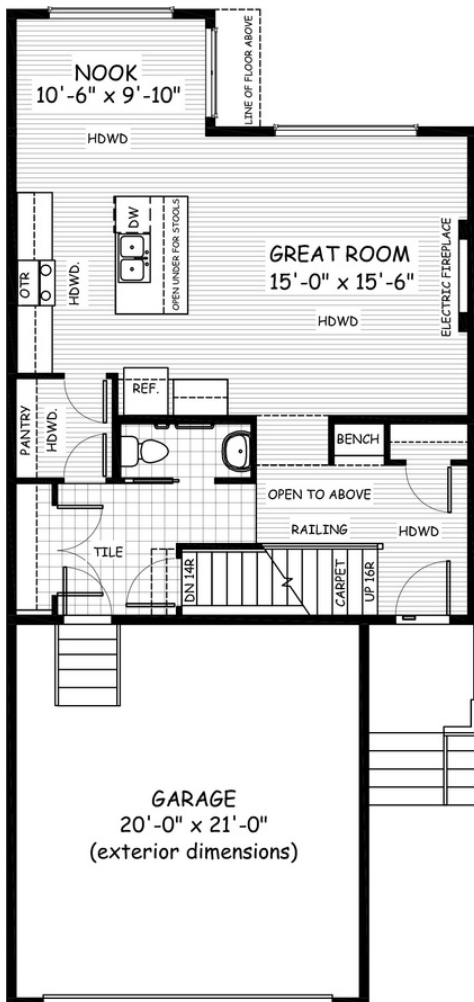 NOOK
10'-6" x 9'-10"
HDWD
LINE OF FLOOR ABOVE
DW
OPEN UNDER FOR STOOLS
OTR
HDWD.
GREAT ROOM
15'-0" x 15'-6"
HDWD
ELECTRIC FIREPLACE
REF.
PANTRY
HDWD.
BENCH
OPEN TO ABOVE
RAILING
HDWD
TILE
DN 14R
CARPET
UP 16R
GARAGE
20'-0" x 21'-0"
(exterior dimensions)